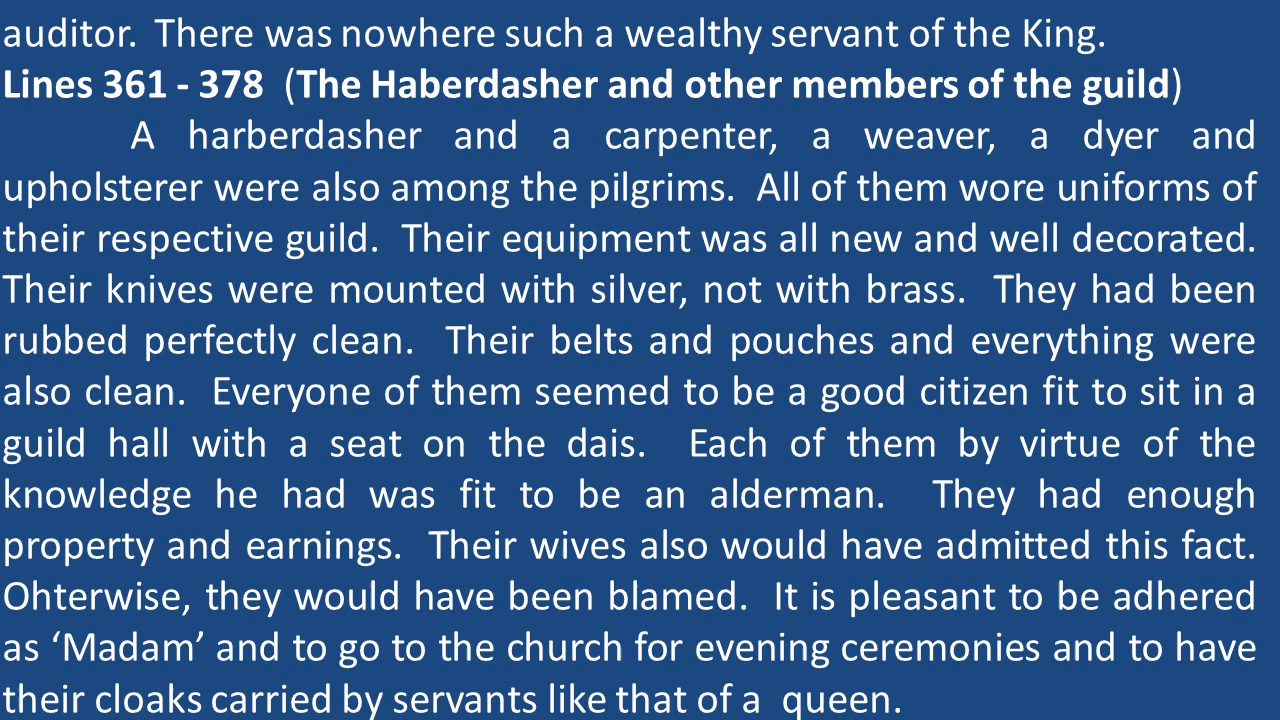 auditor. There was nowhere such a wealthy servant of the King.
Lines 361 - 378 (The Haberdasher and other members of the guild)
A harberdasher and a carpenter, a weaver, a dyer and
upholsterer were also among the pilgrims. All of them wore uniforms of
their respective guild. Their equipment was all new and well decorated.
Their knives were mounted with silver, not with brass. They had been
rubbed perfectly clean. Their belts and pouches and everything were
also clean. Everyone of them seemed to be a good citizen fit to sit in a
guild hall with a seat on the dais. Each of them by virtue of the
knowledge he had was fit to be an alderman. They had enough
property and earnings. Their wives also would have admitted this fact.
Ohterwise, they would have been blamed. It is pleasant to be adhered
as ‘Madam’ and to go to the church for evening ceremonies and to have
their cloaks carried by servants like that of a queen.